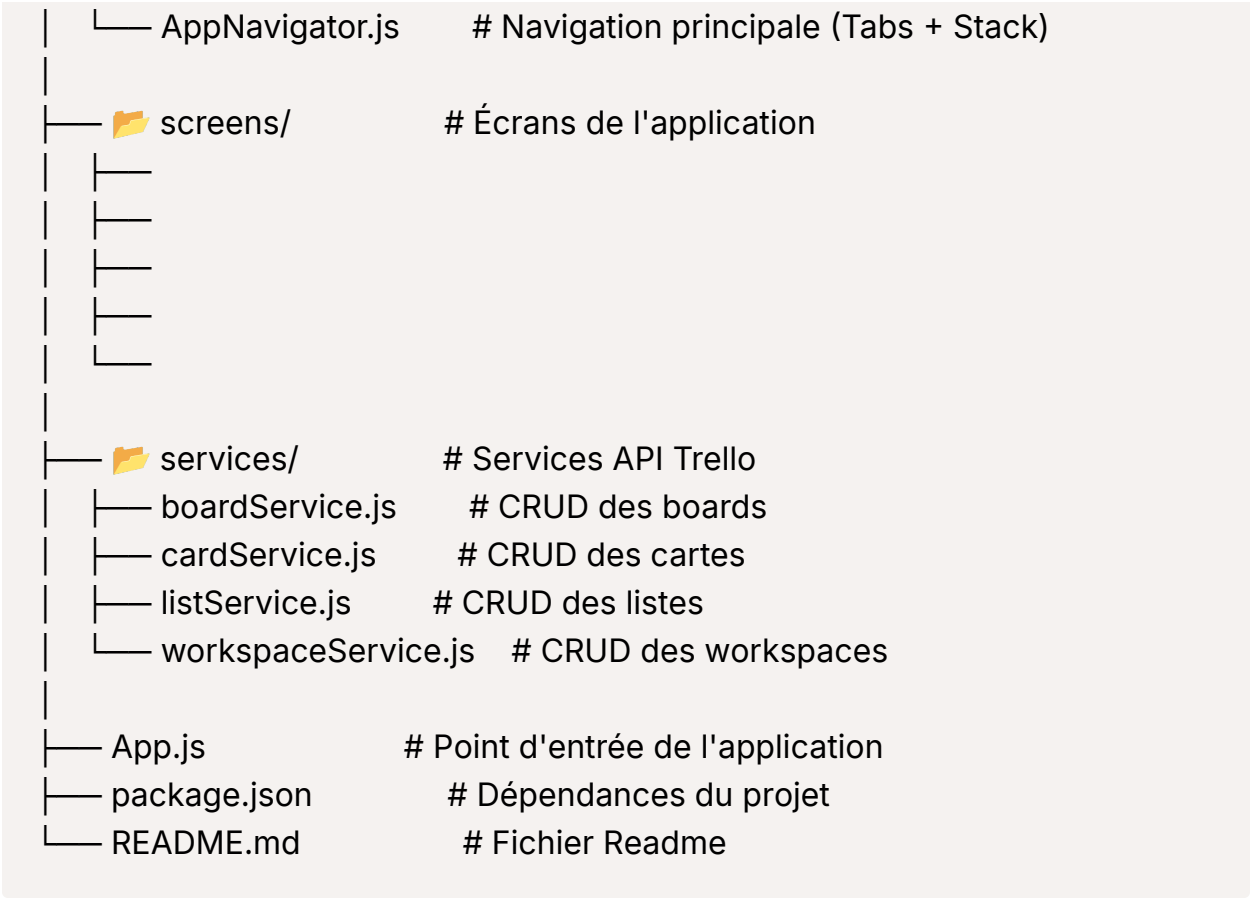 │   └── AppNavigator.js # Navigation principale (Tabs + Stack)
│
├── 📂 screens/ # Écrans de l'application
│   ├──
│   ├──
│   ├──
│   ├──
│   └──
│
├── 📂 services/ # Services API Trello
│   ├── boardService.js # CRUD des boards
│   ├── cardService.js # CRUD des cartes
│   ├── listService.js # CRUD des listes
│   └── workspaceService.js # CRUD des workspaces
│
├── App.js # Point d'entrée de l'application
├── package.json # Dépendances du projet
└── README.md # Fichier Readme